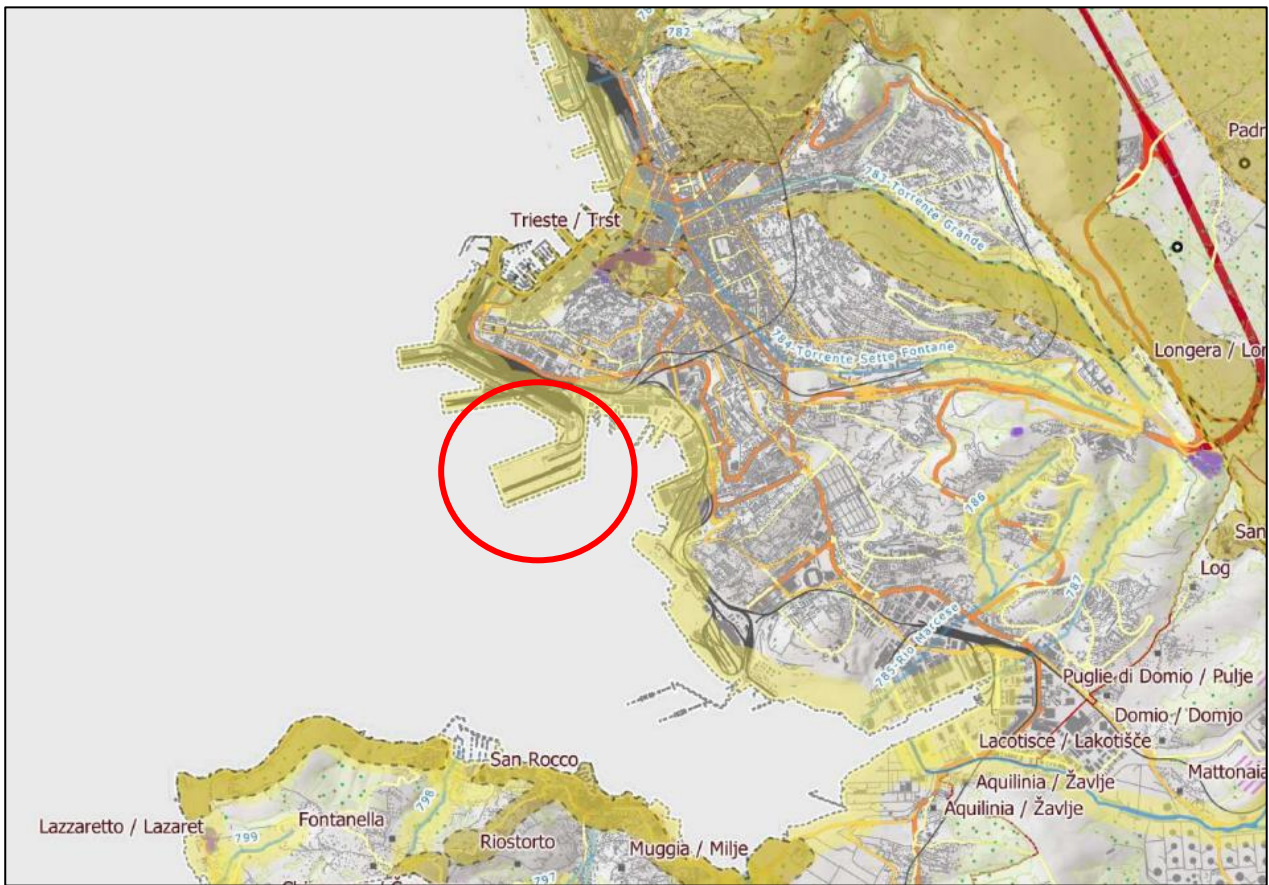 782
Padr
783-Torrente Grande
Trieste / Trst
Longera / Lon
784-Torrente Sette Fontane
786
San
Log
787
785-Rio Marcese
Puglie di Domio / Pulje
Domio / Domjo
Lacotisce / Lakotišče
San Rocco
Mattonaia
Aquilinia / Žavlje
Aquilinia / Žavlje
798
Lazzaretto / Lazaret
Fontanella
799
Riostorto
Muggia / Milje
797